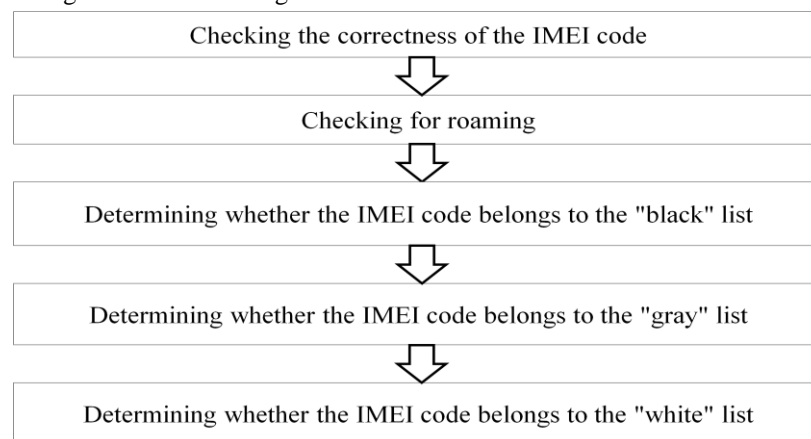 Checking the correctness of the IMEI code
Checking for roaming
Determining whether the IMEI code belongs to the "black" list
Determining whether the IMEI code belongs to the "gray" list
Determining whether the IMEI code belongs to the "white" list